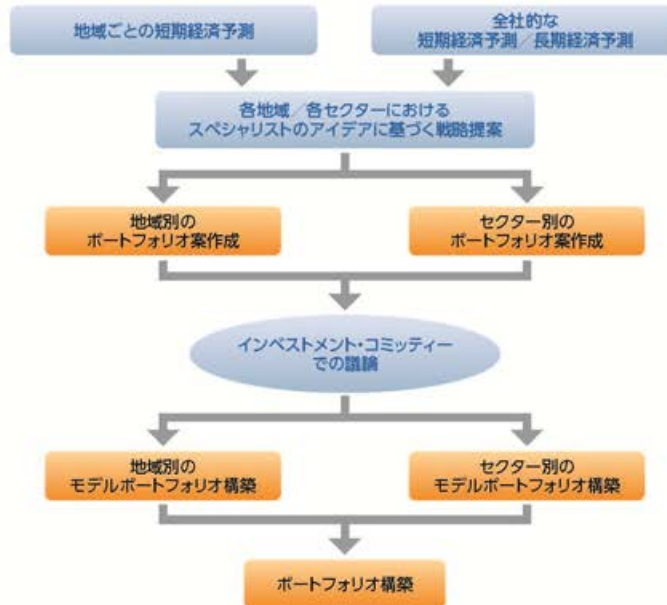 地域ごとの短期経済予測
全社的な
短期経済予測／長期経済予測
各地域／各セクターにおける
スペシャリストのアイデアに基づく戦略提案
地域別の
ポートフォリオ案作成
セクター別の
ポートフォリオ案作成
インベストメント・コミッティー
での議論
地域別の
モデルポートフォリオ構築
セクター別の
モデルポートフォリオ構築
ポートフォリオ構築